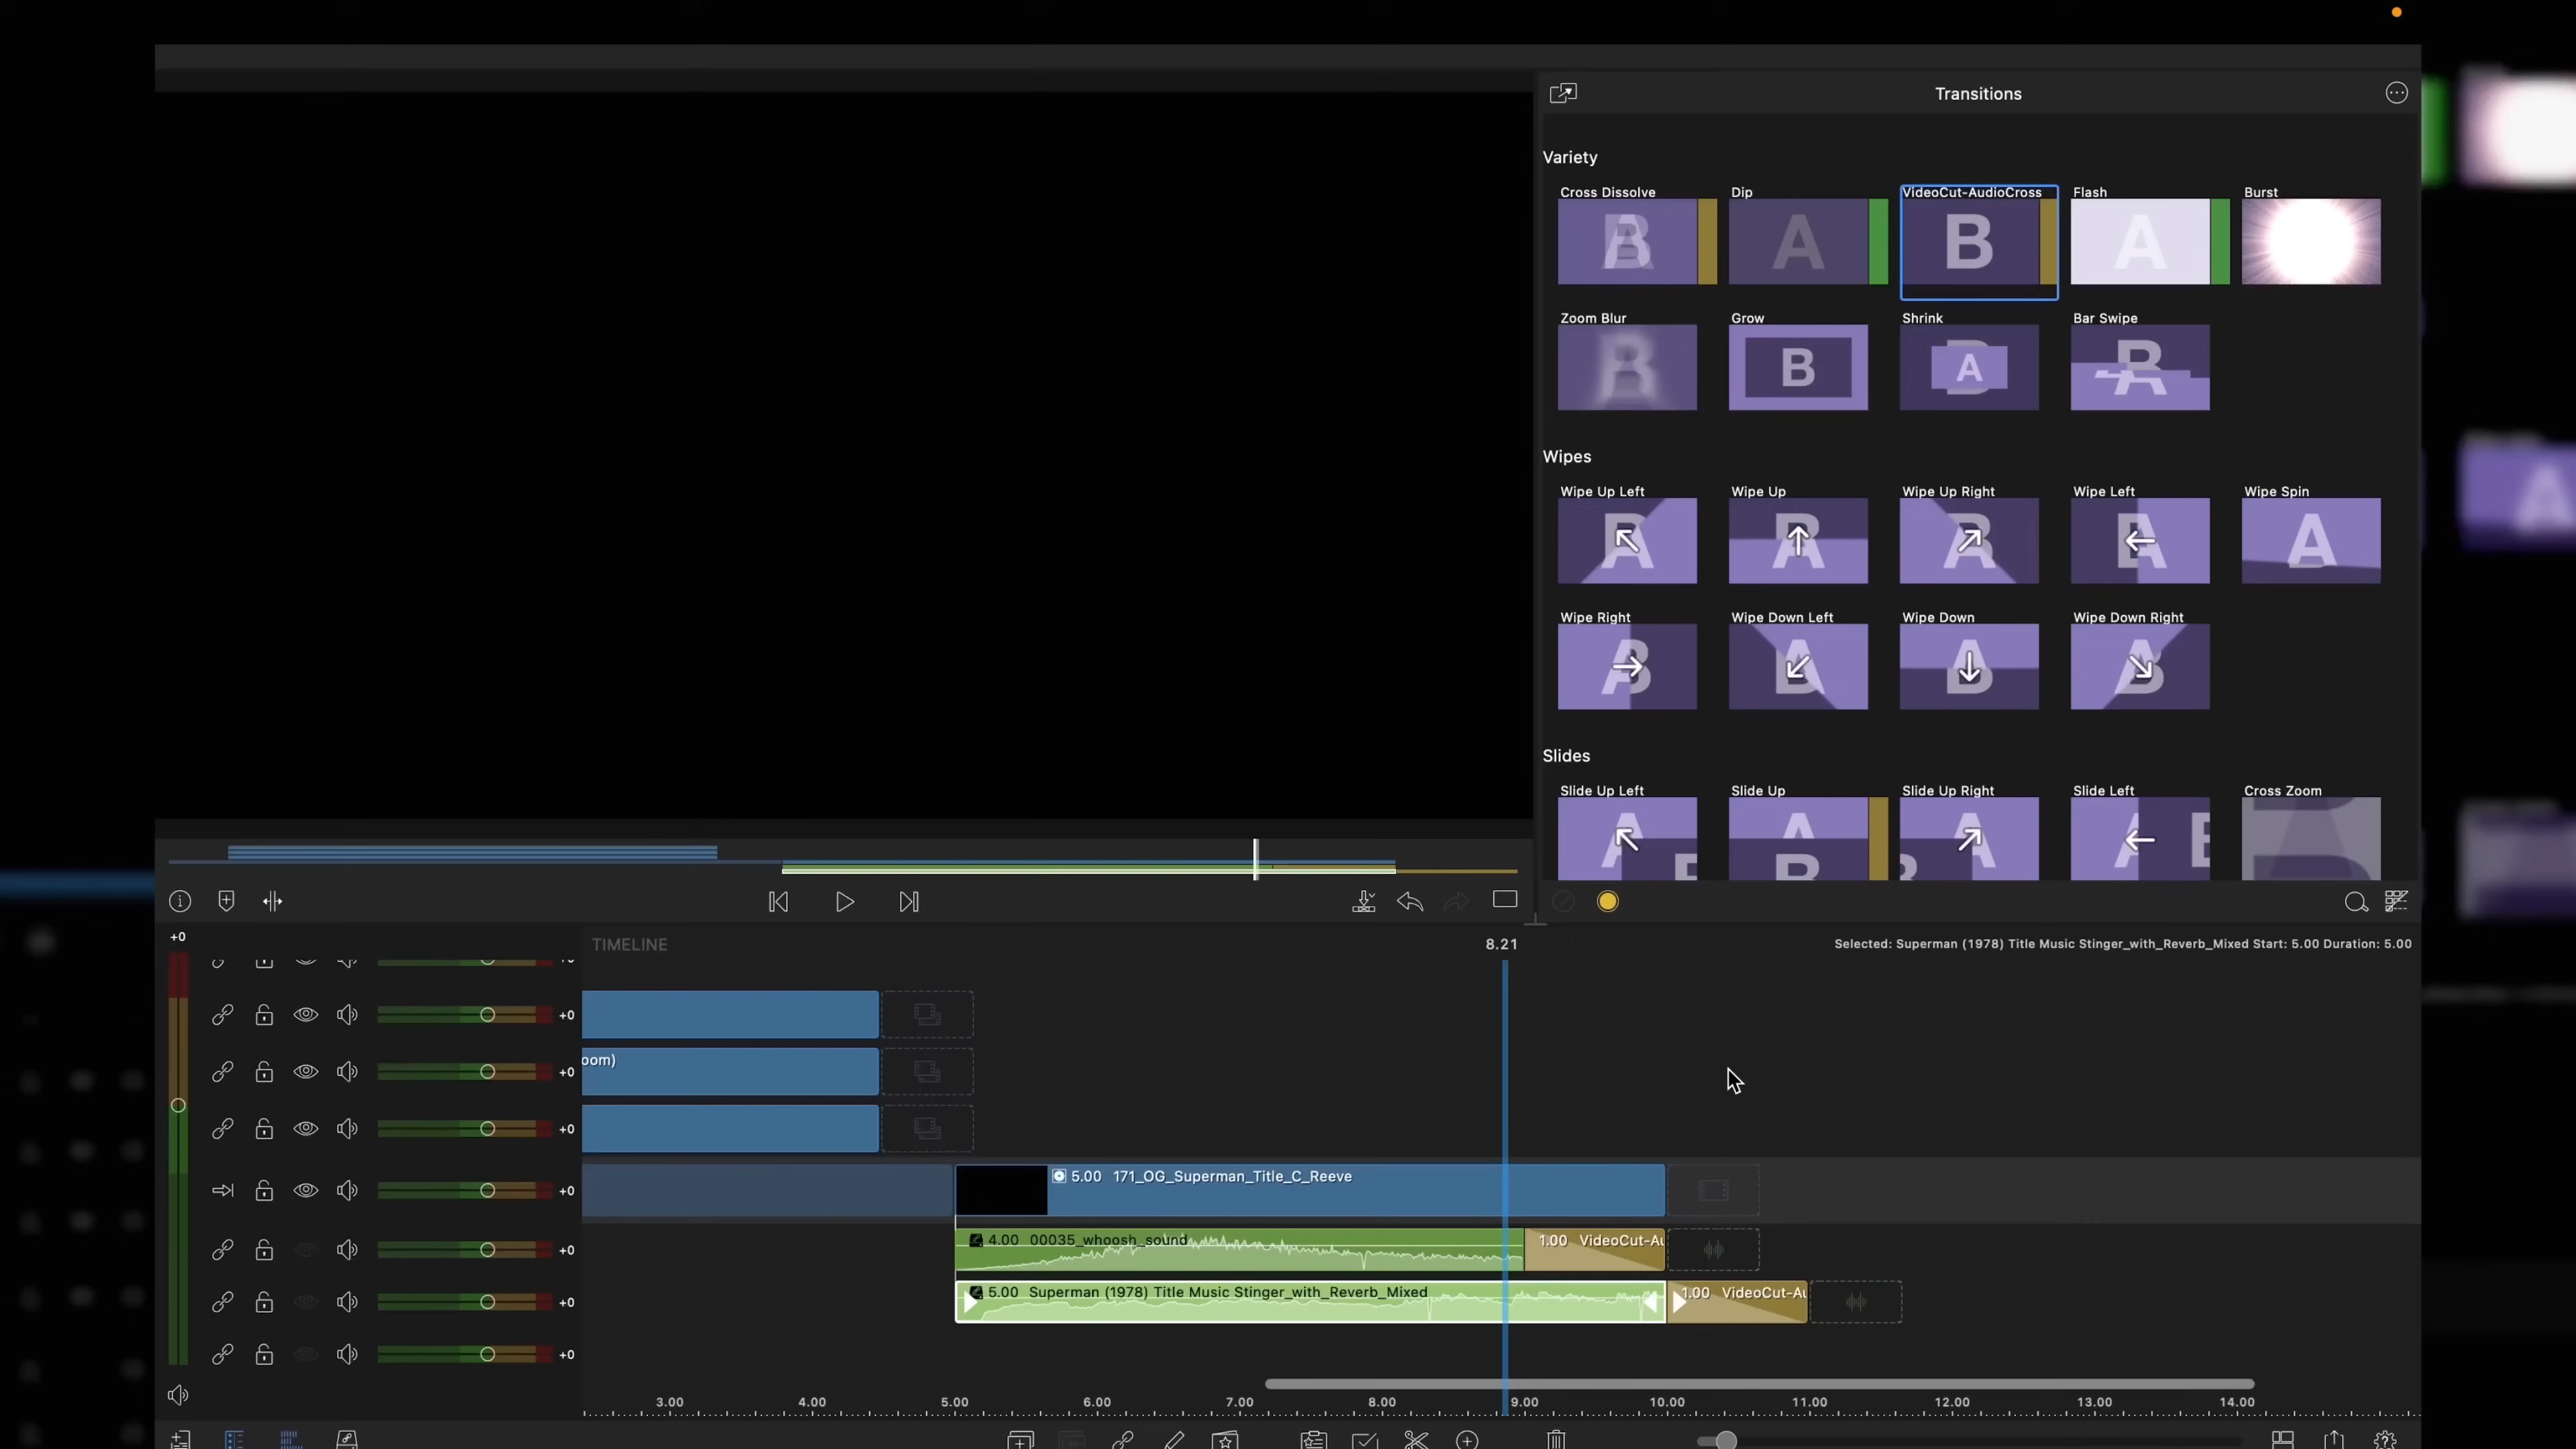 Transitions
Variety
Cross Dissolve
Dip
VideoCut-AudioCross
Flash
Burst
B
A
B
A
Zoom Blur
Grow
Shrink
Bar Swipe
B
B
A
Wipes
Wipe Up Left
Wipe Up
Wipe Up Right
Wipe Left
Wipe Spin
A
Wipe Right
Wipe Down Left
Wipe Down
Wipe Down Right
Slides
Slide Up Left
Slide Up
Slide Up Right
Slide Left
Cross Zoom
+0
TIMELINE
8.21
Selected: Superman (1978) Title Music Stinger_with_Reverb_Mixed Start: 5.00 Duration: 5.00
+0
+0
oom)
+0
+0
5.00 171_OG_Superman_Title_C_Reeve
+0
4.00 00035_whoosh_sound
1.00 VideoCut-Au
+0
5.00 Superman (1978) Title Music Stinger_with_Reverb_Mixed
1.00 VideoCut-Au
+0
3.00 4.00 5.00 6.00 7.00 8.00 9.00 10.00 11.00 12.00 13.00 14.00